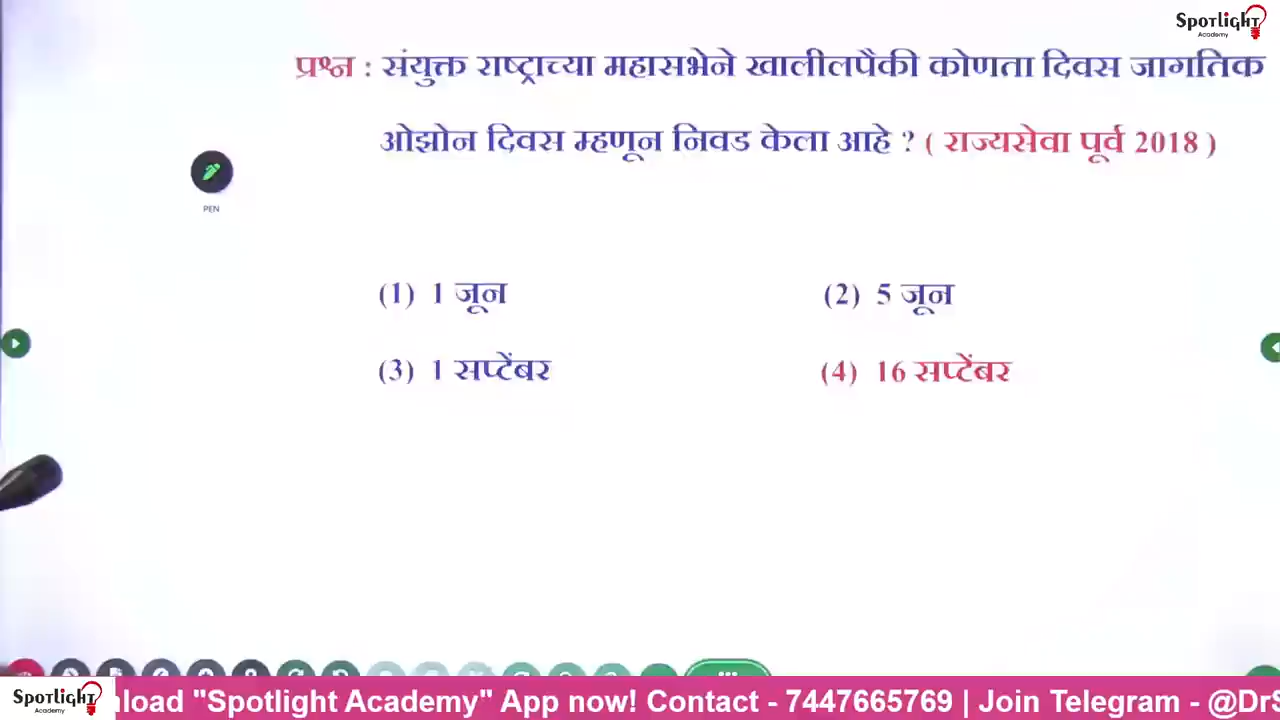 Spotlight
Academy
प्रश्न : संयुक्त राष्ट्राच्या महासभेने खालीलपैकी कोणता दिवस जागतिक
ओझोन दिवस म्हणून निवड केला आहे ? ( राज्यसेवा पूर्व 2018 )
PEN
(1) 1 जून
(2) 5 जून
(3) 1 सप्टेंबर
(4) 16 सप्टेंबर
Spotlight
Academy
nload "Spotlight Academy" App now! Contact - 7447665769 | Join Telegram - @DrS